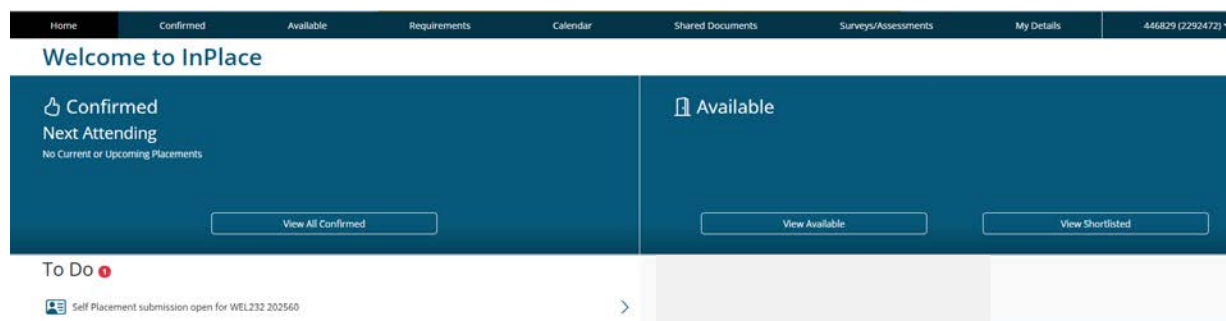 Home Confirmed Available Requirements Calendar Shared Documents Surveys/Assessments My Details 446829 (2292472)
Welcome to InPlace
Confirmed
Next Attending
No Current or Upcoming Placements
View All Confirmed
Available
View Available View Shortlisted
To Do 1
Self Placement submission open for WEL232 202560